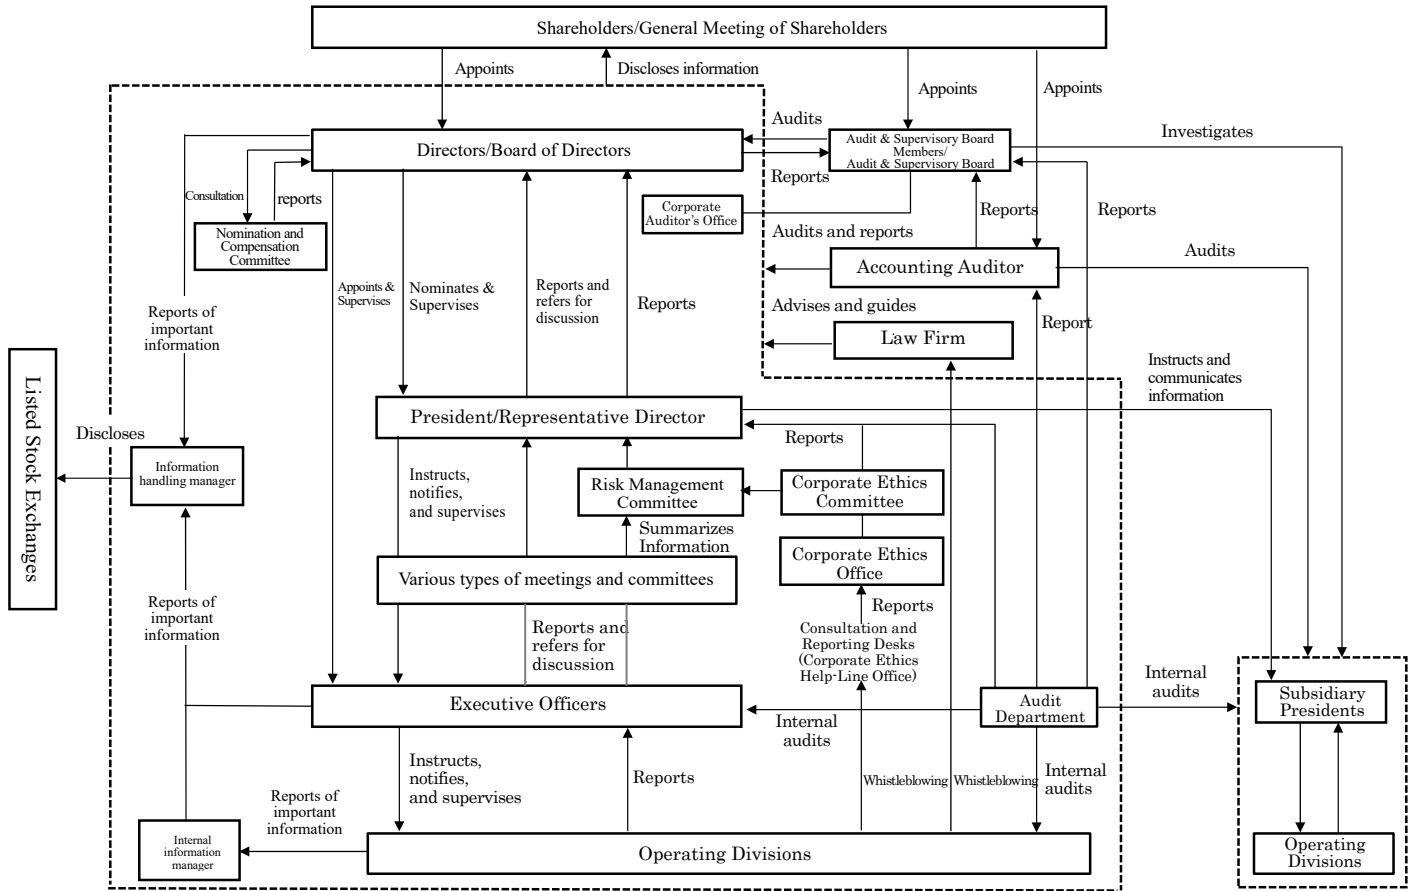 Shareholders/General Meeting of Shareholders
Appoints
Discloses information
Appoints
Appoints
Audits
Investigates
Directors/Board of Directors
Audit & Supervisory Board
Members/
Audit & Supervisory Board
Reports
Consultation
reports
Corporate
Auditor's Office
Reports
Reports
Nomination and
Compensation
Committee
Audits and reports
Audits
Accounting Auditor
Appoints &
Supervises
Nominates &
Supervises
Reports and
refers for
discussion
Reports
Reports of
important
information
Advises and guides
Report
Law Firm
Instructs and
communicates
information
Listed Stock Exchanges
President/Representative Director
Discloses
Reports
Information
handling manager
Instructs,
notifies,
and supervises
Risk Management
Committee
Corporate Ethics
Committee
Summarizes
Information
Corporate Ethics
Office
Various types of meetings and committees
Reports of
important
information
Reports
Reports and
refers for
discussion
Consultation and
Reporting Desks
(Corporate Ethics
Help-Line Office)
Internal
audits
Executive Officers
Audit
Department
Subsidiary
Presidents
Internal
audits
Instructs,
notifies,
and supervises
Reports
Whistleblowing
Whistleblowing
Internal
audits
Reports of
important
information
Internal
information
manager
Operating Divisions
Operating
Divisions